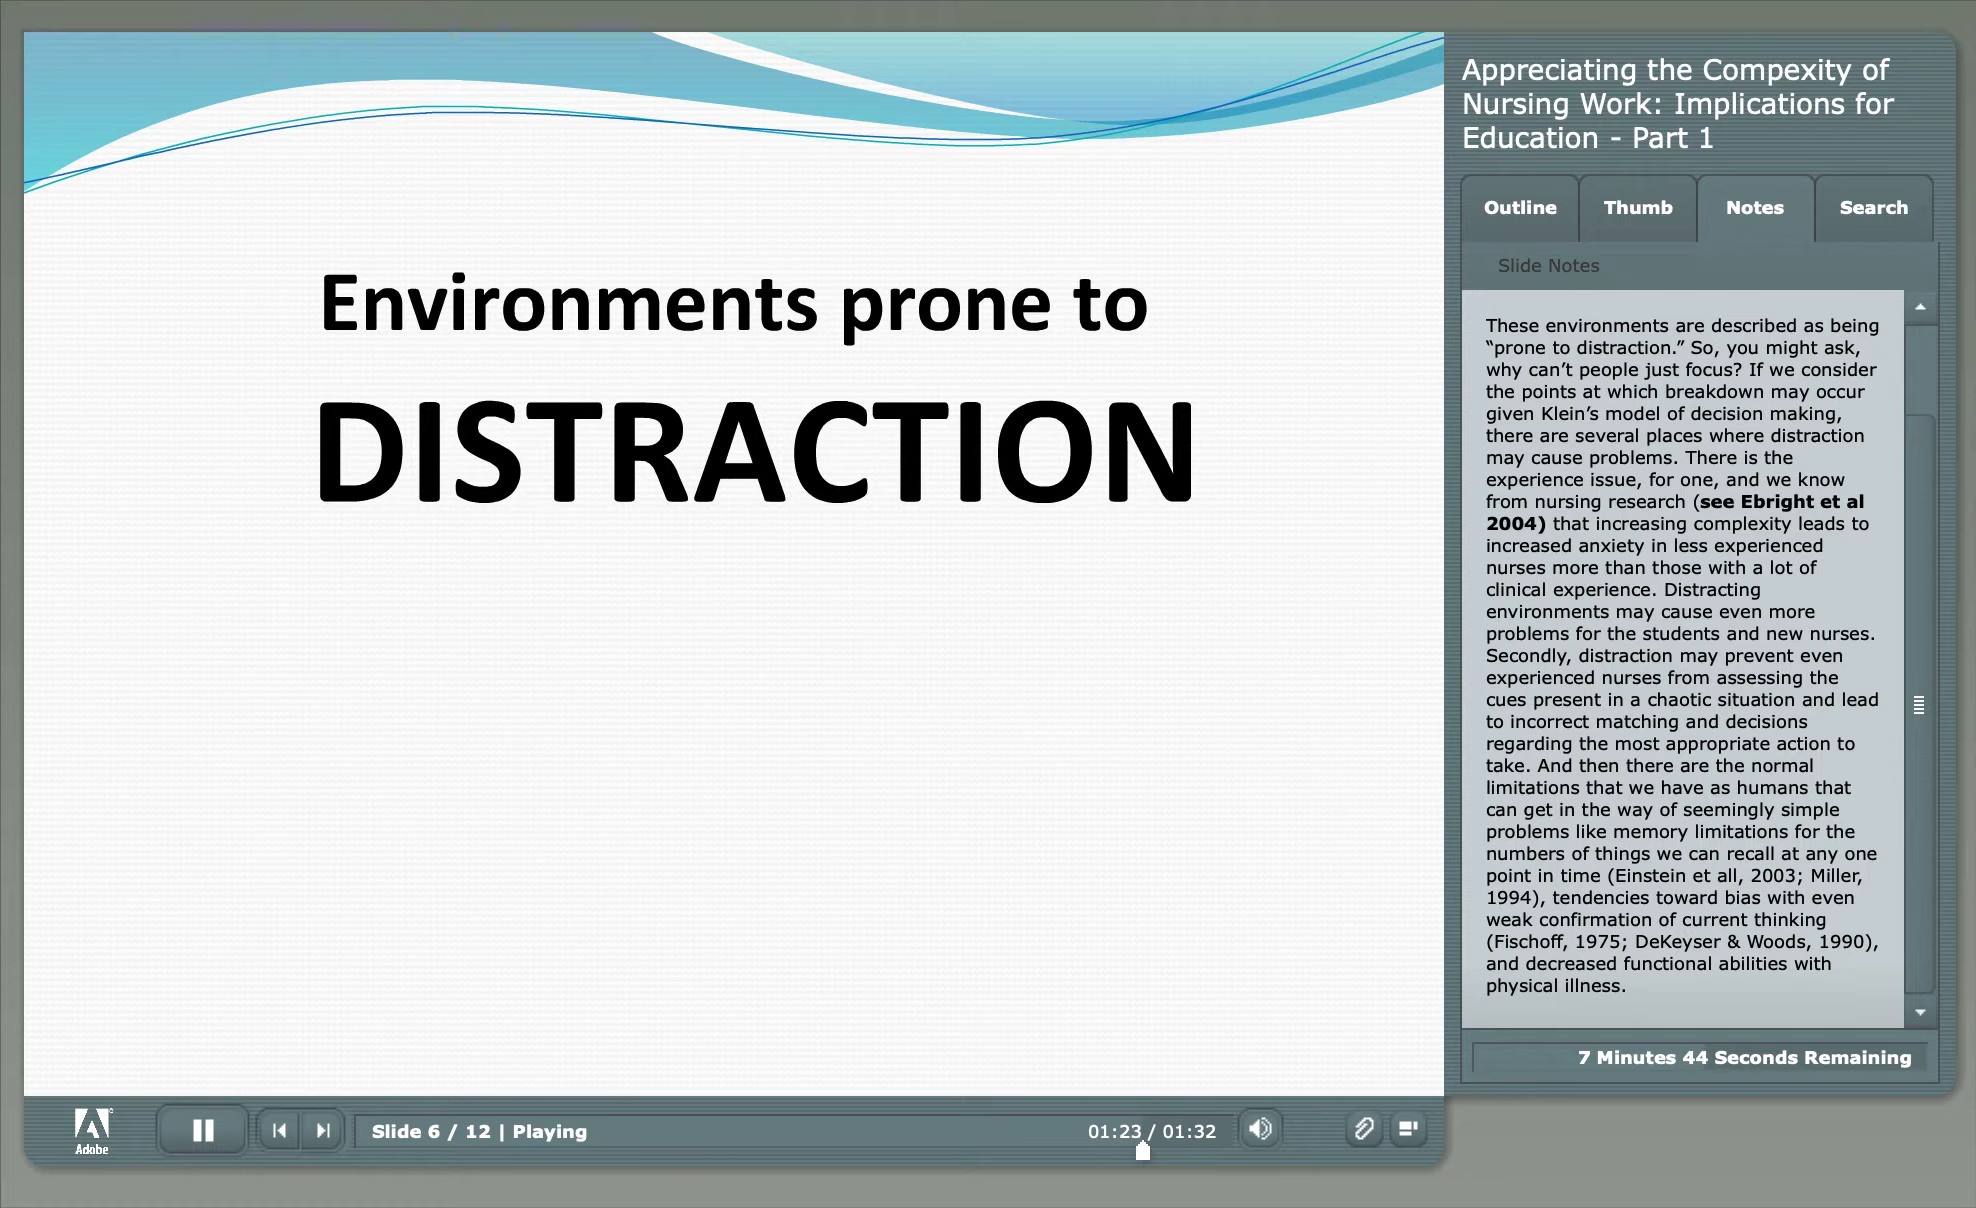 Environments prone to
DISTRACTION
Appreciating the Compexity of
Nursing Work: Implications for
Education - Part 1
Outline
Thumb
Notes
Search
Slide Notes
These environments are described as being
“prone to distraction.” So, you might ask,
why can’t people just focus? If we consider
the points at which breakdown may occur
given Klein’s model of decision making,
there are several places where distraction
may cause problems. There is the
experience issue, for one, and we know
from nursing research (see Ebright et al
2004) that increasing complexity leads to
increased anxiety in less experienced
nurses more than those with a lot of
clinical experience. Distracting
environments may cause even more
problems for the students and new nurses.
Secondly, distraction may prevent even
experienced nurses from assessing the
cues present in a chaotic situation and lead
to incorrect matching and decisions
regarding the most appropriate action to
take. And then there are the normal
limitations that we have as humans that
can get in the way of seemingly simple
problems like memory limitations for the
numbers of things we can recall at any one
point in time (Einstein et all, 2003; Miller,
1994), tendencies toward bias with even
weak confirmation of current thinking
(Fischoff, 1975; DeKeyser & Woods, 1990),
and decreased functional abilities with
physical illness.
7 Minutes 44 Seconds Remaining
Adobe
Slide 6 / 12 | Playing
01:23 / 01:32